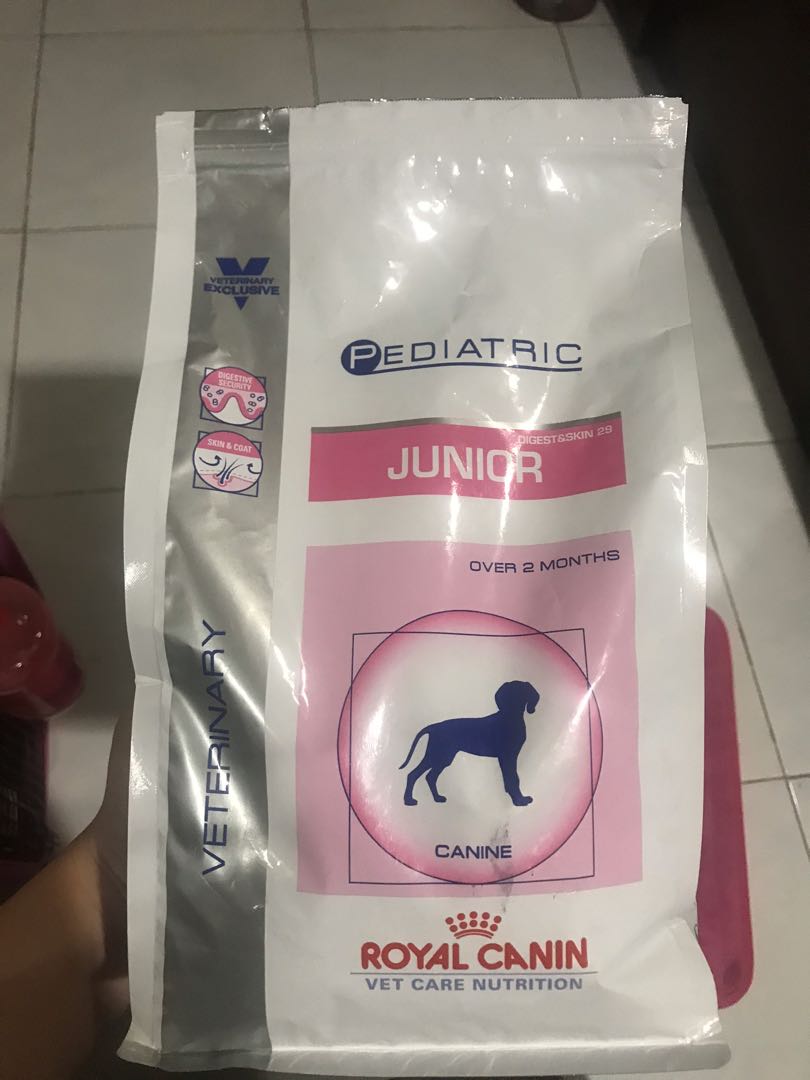 VETERINARY
EXCLUSIVE
DIGESTIVE
SECURITY
SKIN & COAT
VETERINARY
PEDIATRIC
DIGEST&SKIN 29
JUNIOR
OVER 2 MONTHS
CANINE
ROYAL CANIN
VET CARE NUTRITION